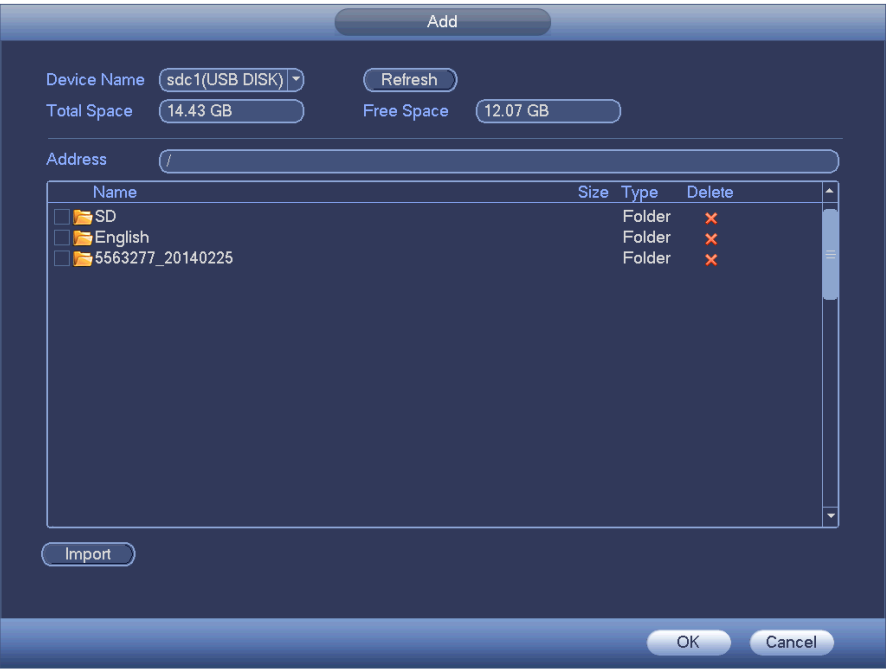 Add
Device Name sdc1(USB DISK) Refresh
Total Space 14.43 GB Free Space 12.07 GB
Address /
Name Size Type Delete
SD Folder
English Folder
5563277_20140225 Folder
Import
OK Cancel